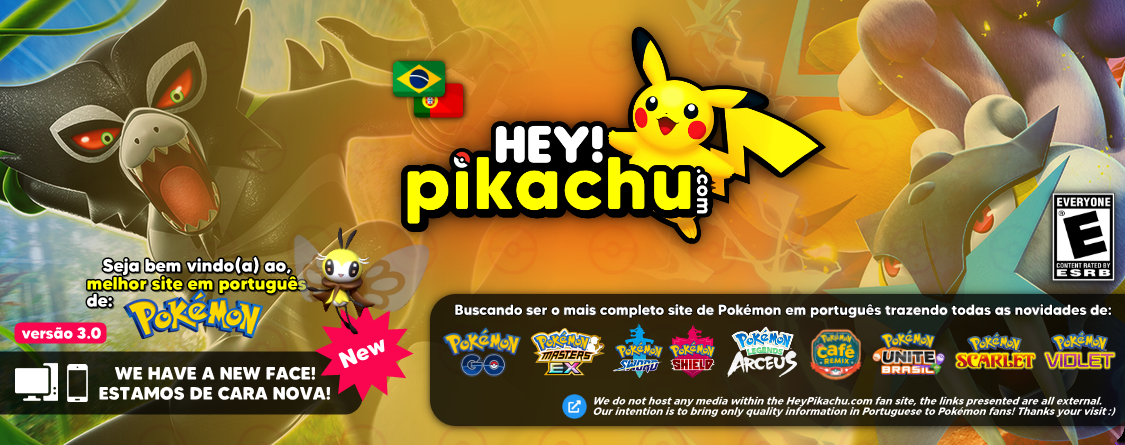 HEY!
pikachu
.com
Seja bem vindo(a) ao,
melhor site em português
de:
POKéMON
versão 3.0
New
WE HAVE A NEW FACE!
ESTAMOS DE CARA NOVA!
EVERYONE
E
®
CONTENT RATED BY
ESRB
Buscando ser o mais completo site de Pokémon em português trazendo todas as novidades de:
POKéMON
GO
POKéMON
MASTERS
EX
POKéMON
SWORD
POKéMON
SHIELD
POKéMON
LEGENDS
ARCEUS
POKéMON
Café
REMIX
POKéMON
UNITE
BRASIL
POKéMON
SCARLET
POKéMON
VIOLET
We do not host any media within the HeyPikachu.com fan site, the links presented are all external.
Our intention is to bring only quality information in Portuguese to Pokémon fans! Thanks your visit :)